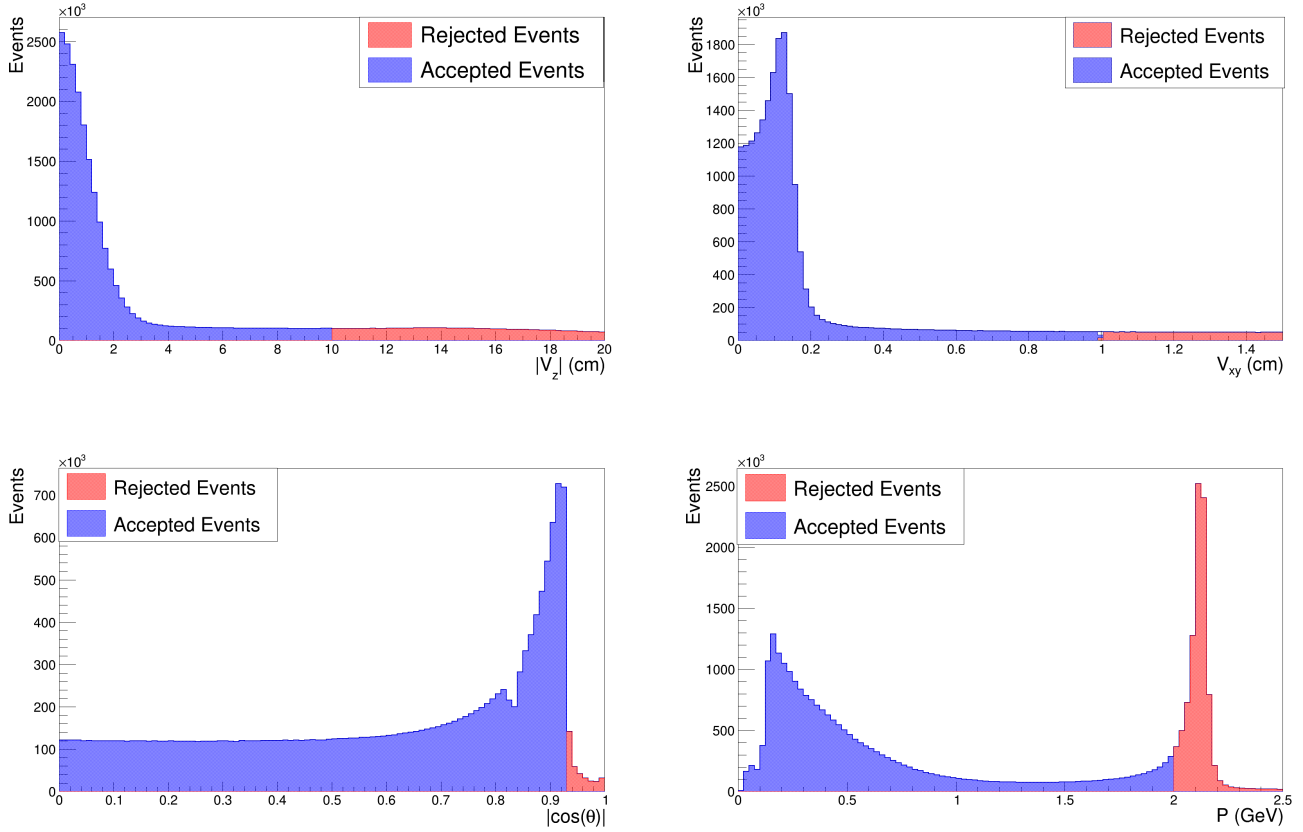 ×10³
Events
2500
2000
1500
1000
500
0
Rejected Events
Accepted Events
0 2 4 6 8 10 12 14 16 18 20
|V_z| (cm)
×10³
Events
1800
1600
1400
1200
1000
800
600
400
200
0
Rejected Events
Accepted Events
0 0.2 0.4 0.6 0.8 1 1.2 1.4
V_xy (cm)
×10³
Events
700
600
500
400
300
200
100
0
Rejected Events
Accepted Events
0 0.1 0.2 0.3 0.4 0.5 0.6 0.7 0.8 0.9 1
|cos(θ)|
×10³
Events
2500
2000
1500
1000
500
0
Rejected Events
Accepted Events
0 0.5 1 1.5 2 2.5
P (GeV)